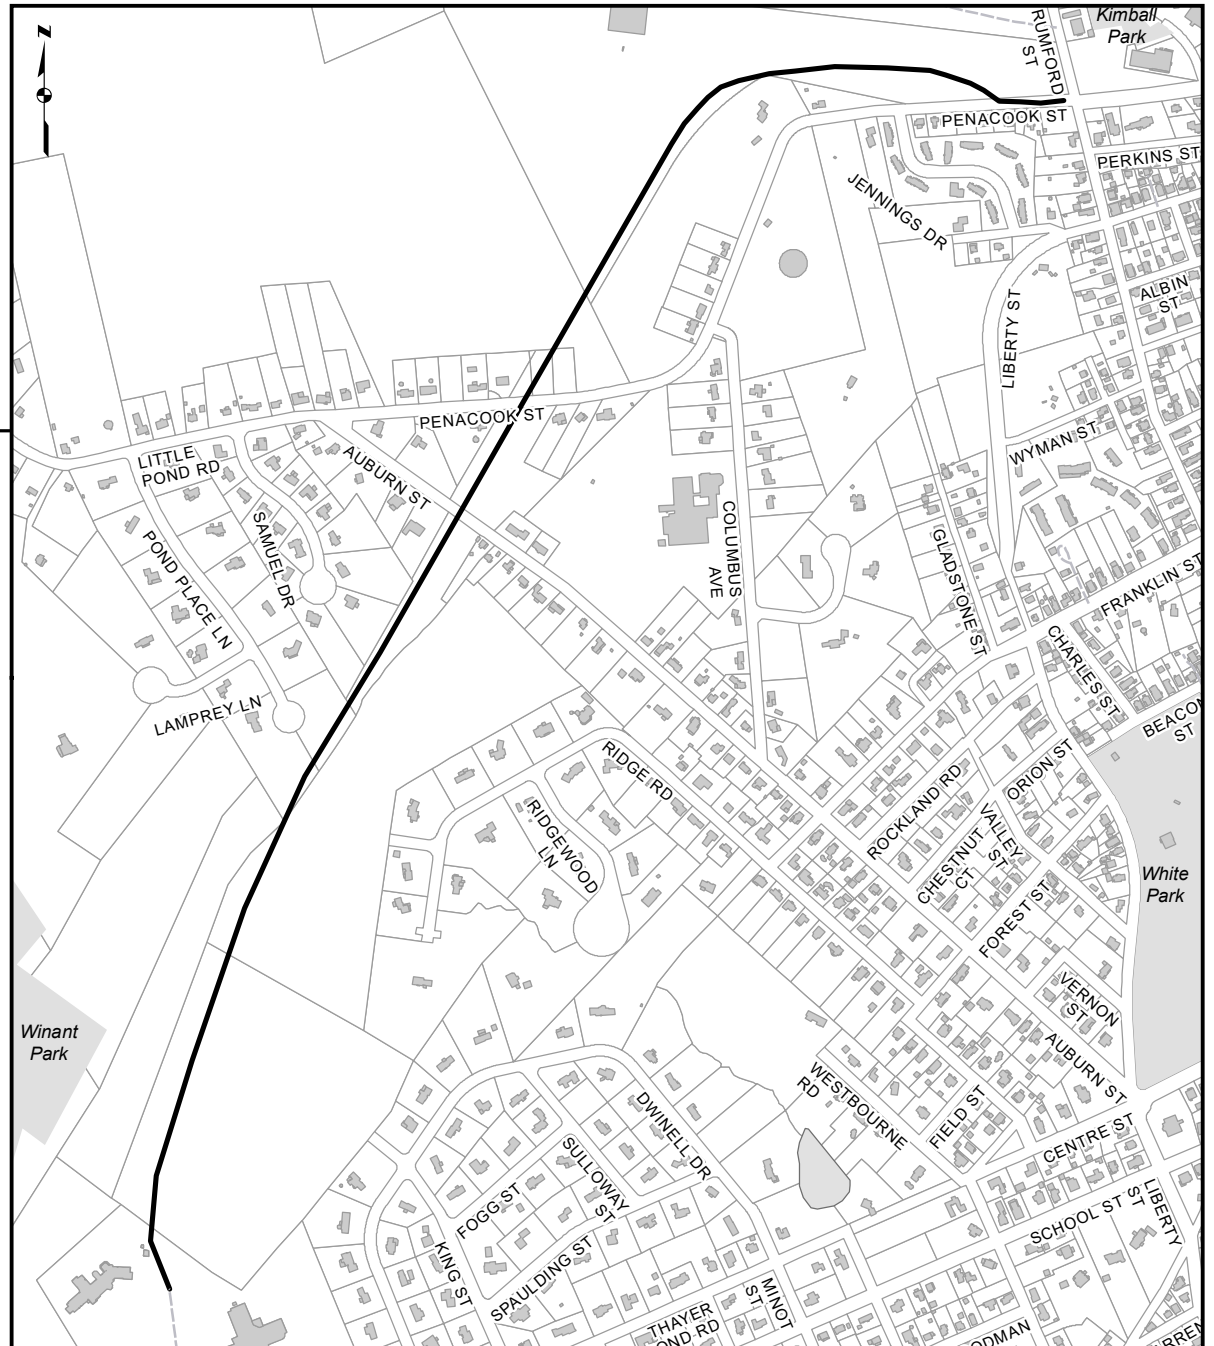 N
Kimball
Park
RUMFORD
ST
PENACOOK ST
PERKINS ST
JENNINGS DR
ALBIN
ST
LIBERTY ST
PENACOOK ST
WYMAN ST
LITTLE
POND RD
AUBURN ST
SAMUEL DR
POND PLACE LN
COLUMBUS
AVE
GLADSTONE ST
FRANKLIN ST
CHARLES ST
LAMPREY LN
BEACON
ST
RIDGE RD
ORION ST
ROCKLAND RD
RIDGEWOOD
LN
VALLEY
ST
CHESTNUT
CT
White
Park
FOREST ST
VERNON
ST
Winant
Park
AUBURN ST
WESTBOURNE
RD
DWINELL DR
FIELD ST
CENTRE ST
SULLOWAY
ST
FOGG ST
LIBERTY
ST
SCHOOL ST
KING ST
SPAULDING ST
MINOT
ST
THAYER
OND RD
ODMAN
RREN